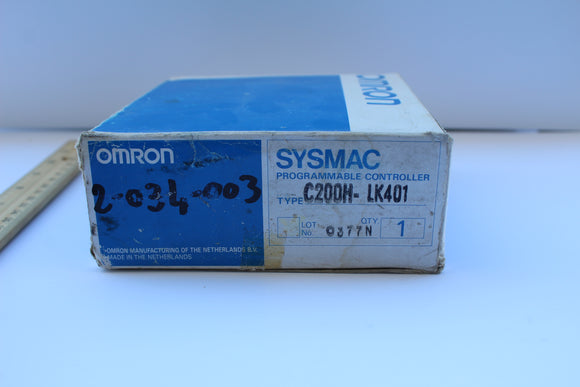 omron
omron
2-034-003
OMRON MANUFACTURING OF THE NETHERLANDS B.V.
MADE IN THE NETHERLANDS
SYSMAC
PROGRAMMABLE CONTROLLER
TYPE C200H-LK401
LOT No. 0377N QTY 1